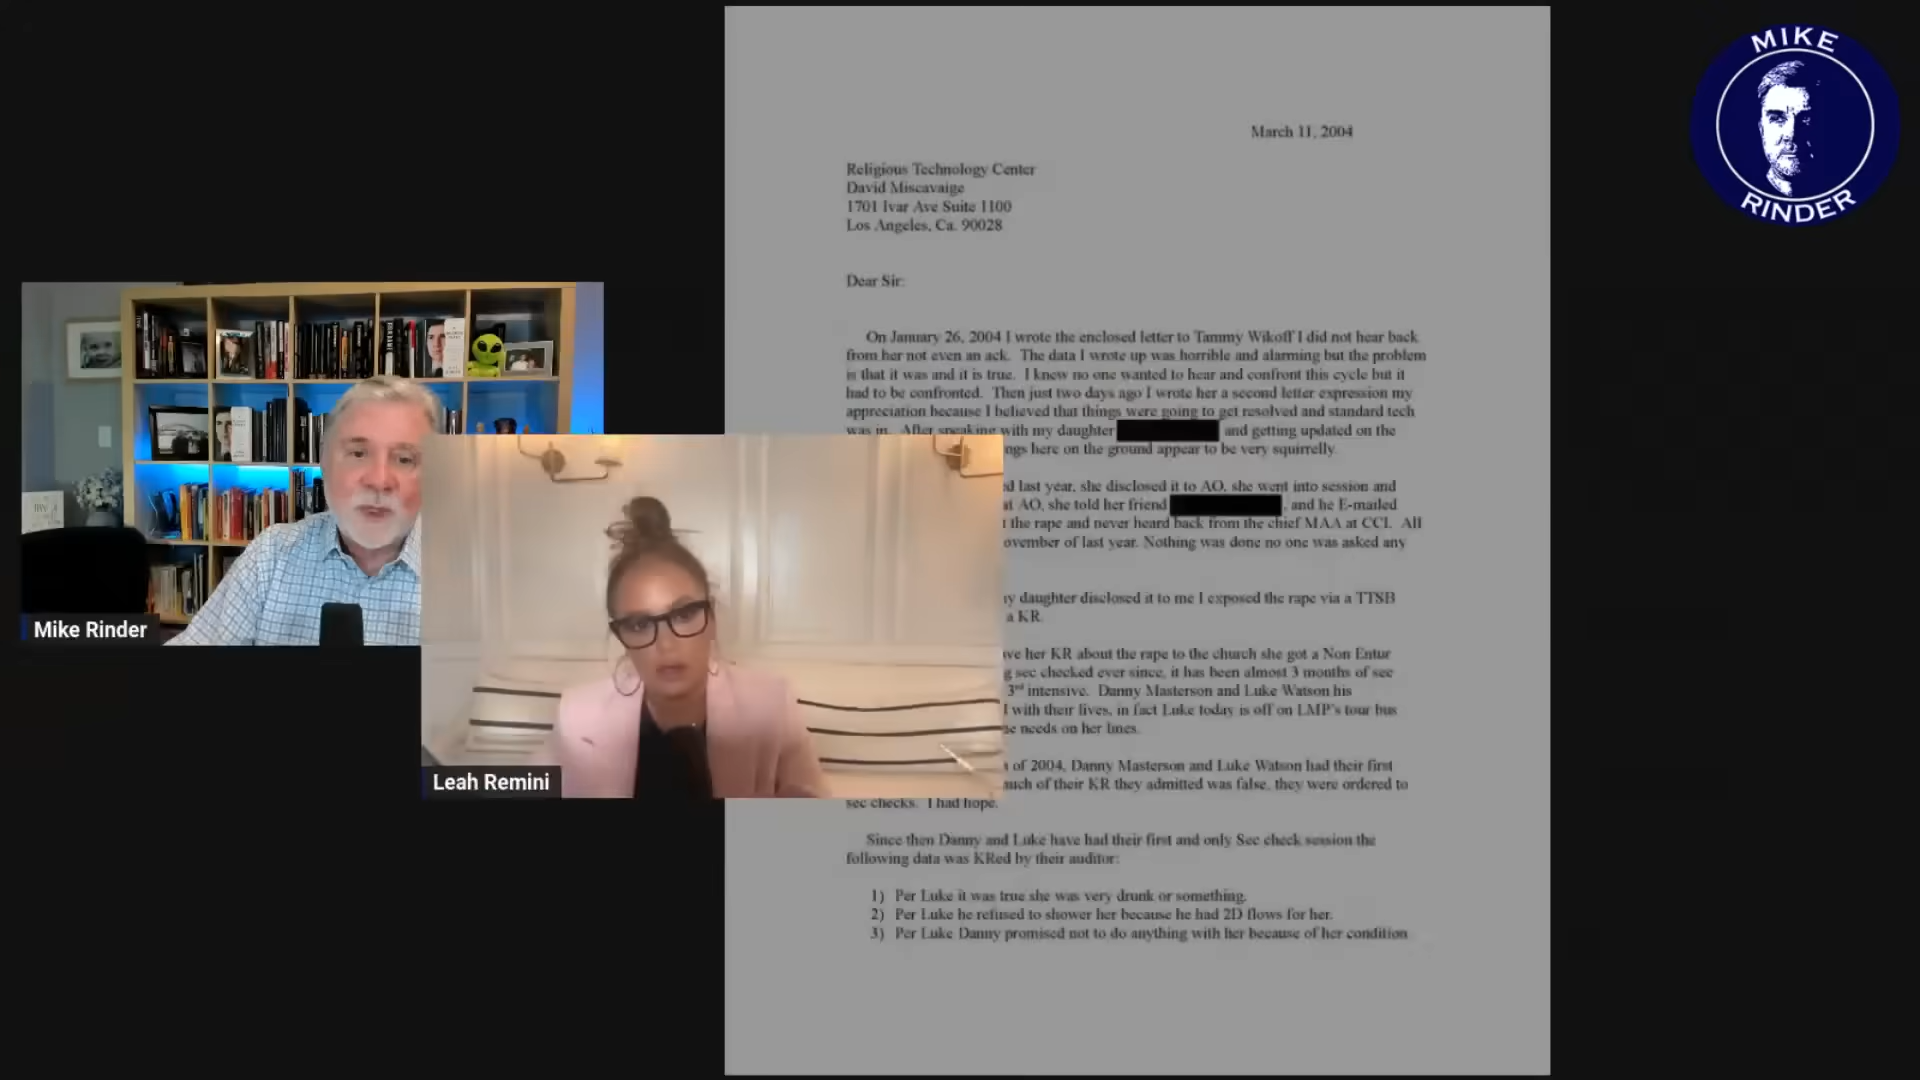 MIKE
RINDER
March 11, 2004
Religious Technology Center
David Miscavaige
1701 Ivar Ave Suite 1100
Los Angeles, Ca. 90028
Dear Sir:
On January 26, 2004 I wrote the enclosed letter to Tammy Wikoff I did not hear back
from her not even an ack. The data I wrote up was horrible and alarming but the problem
is that it was and it is true. I knew no one wanted to hear and confront this cycle but it
had to be confronted. Then just two days ago I wrote her a second letter expression my
appreciation because I believed that things were going to get resolved and standard tech
was in. After speaking with my daughter and getting updated on the
ngs here on the ground appear to be very squirrelly.
d last year, she disclosed it to AO, she went into session and
at AO, she told her friend , and he E-mailed
t the rape and never heard back from the chief MAA at CCI. All
ovember of last year. Nothing was done no one was asked any
y daughter disclosed it to me I exposed the rape via a TTSB
a KR.
ve her KR about the rape to the church she got a Non Entur
g sec checked ever since, it has been almost 3 months of sec
3rd intensive. Danny Masterson and Luke Watson his
d with their lives, in fact Luke today is off on LMP's tour bus
he needs on her lines.
of 2004, Danny Masterson and Luke Watson had their first
much of their KR they admitted was false, they were ordered to
sec checks. I had hope.
Since then Danny and Luke have had their first and only Sec check session the
following data was KRed by their auditor:
1) Per Luke it was true she was very drunk or something.
2) Per Luke he refused to shower her because he had 2D flows for her.
3) Per Luke Danny promised not to do anything with her because of her condition
Mike Rinder
Leah Remini